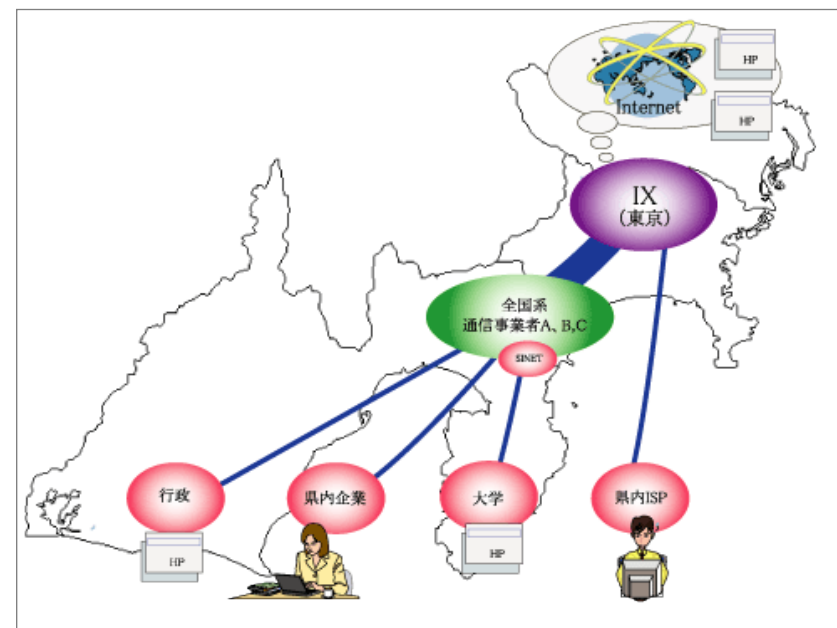 HP
Internet
HP
IX
(東京)
全国系
通信事業者A、B,C
SINET
行政
県内企業
大学
県内ISP
HP
HP